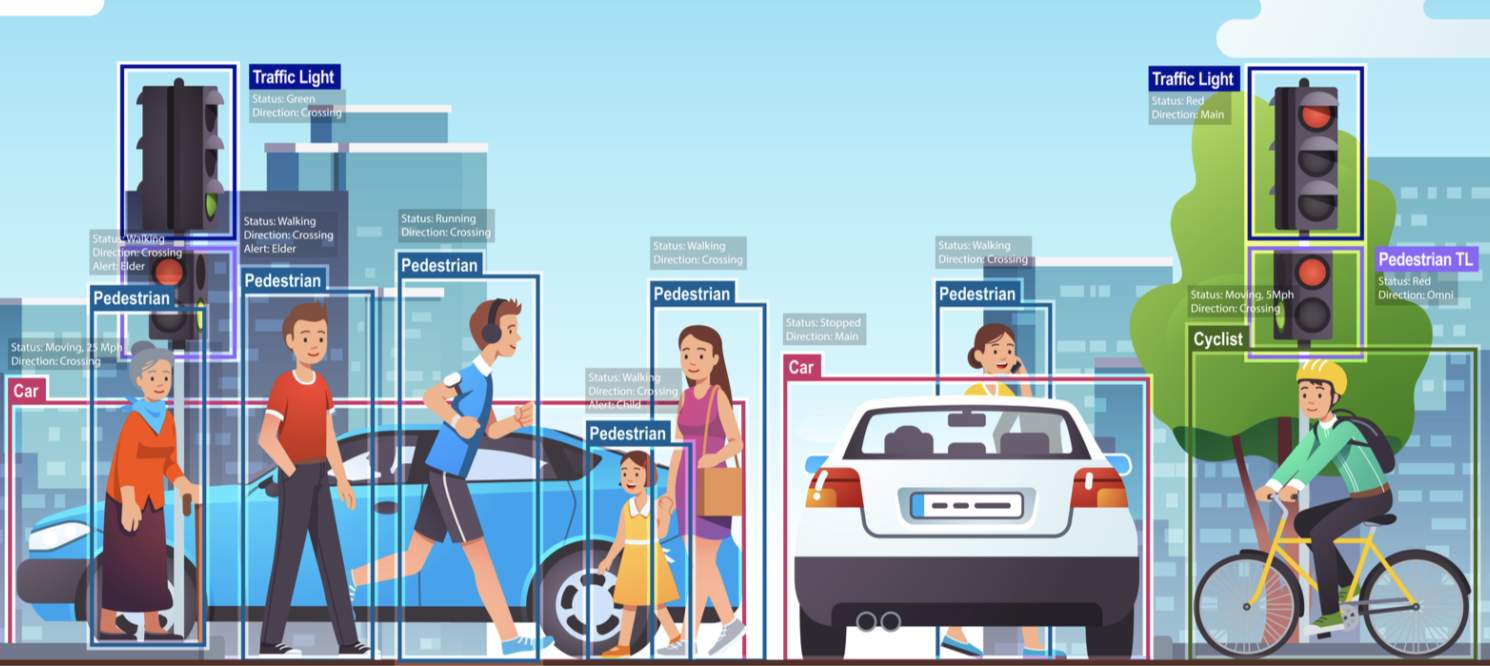 Traffic Light
Status: Green
Direction: Crossing
Status: Walking
Direction: Crossing
Alert: Elder
Pedestrian
Status: Walking
Direction: Crossing
Alert: Elder
Pedestrian
Status: Running
Direction: Crossing
Pedestrian
Status: Moving, 25 Mph
Direction: Crossing
Car
Status: Walking
Direction: Crossing
Alert: Child
Pedestrian
Status: Walking
Direction: Crossing
Pedestrian
Status: Stopped
Direction: Main
Car
Status: Walking
Direction: Crossing
Pedestrian
Traffic Light
Status: Red
Direction: Main
Pedestrian TL
Status: Red
Direction: Omni
Status: Moving, 5Mph
Direction: Crossing
Cyclist